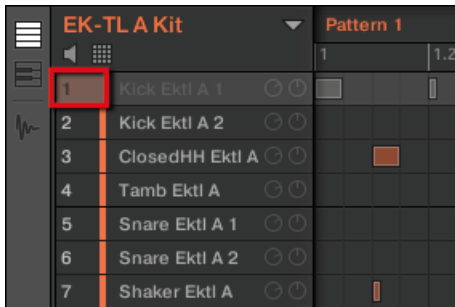 EK-TL A Kit
Pattern 1
1
1.2
1 Kick Ektl A 1
2 Kick Ektl A 2
3 ClosedHH Ektl A
4 Tamb Ektl A
5 Snare Ektl A 1
6 Snare Ektl A 2
7 Shaker Ektl A